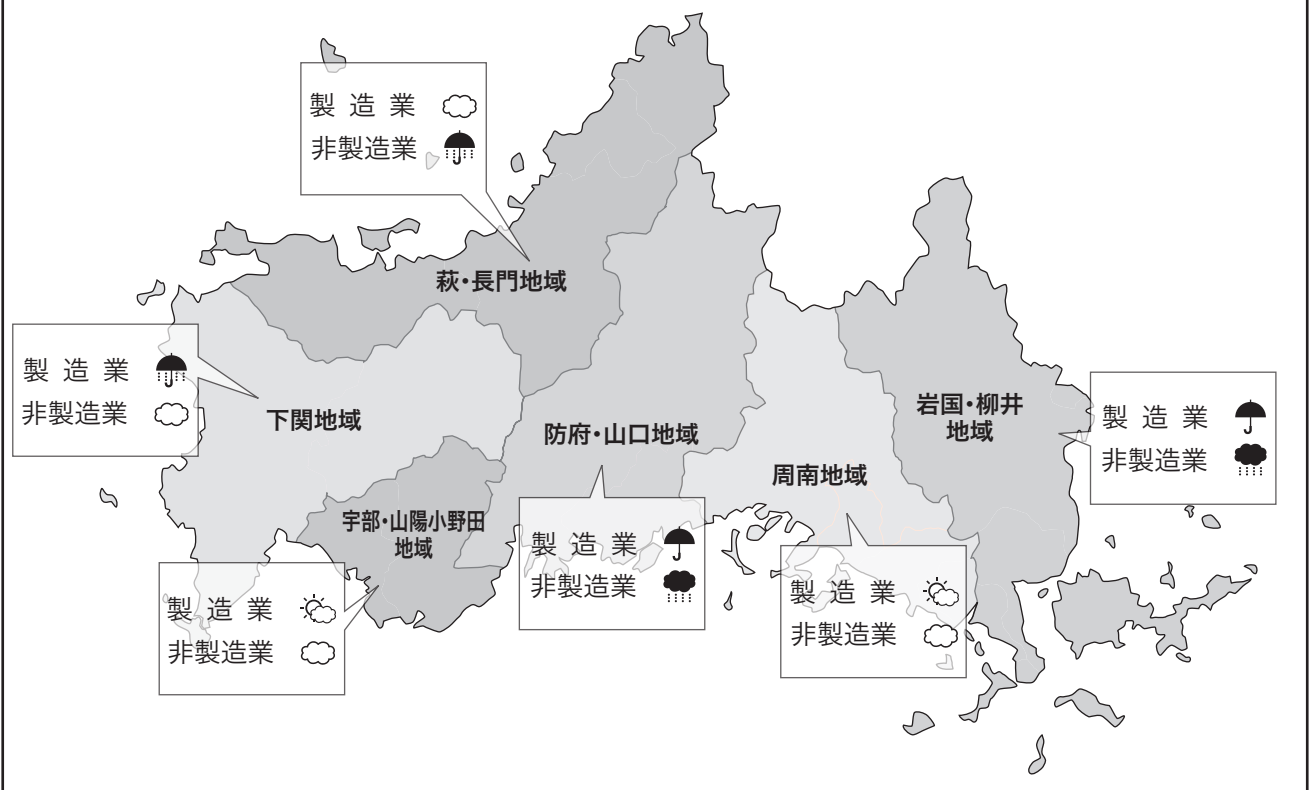 製造業
非製造業
萩・長門地域
製造業
非製造業
下関地域
防府・山口地域
岩国・柳井
地域
製造業
非製造業
周南地域
宇部・山陽小野田
地域
製造業
非製造業
製造業
非製造業
製造業
非製造業